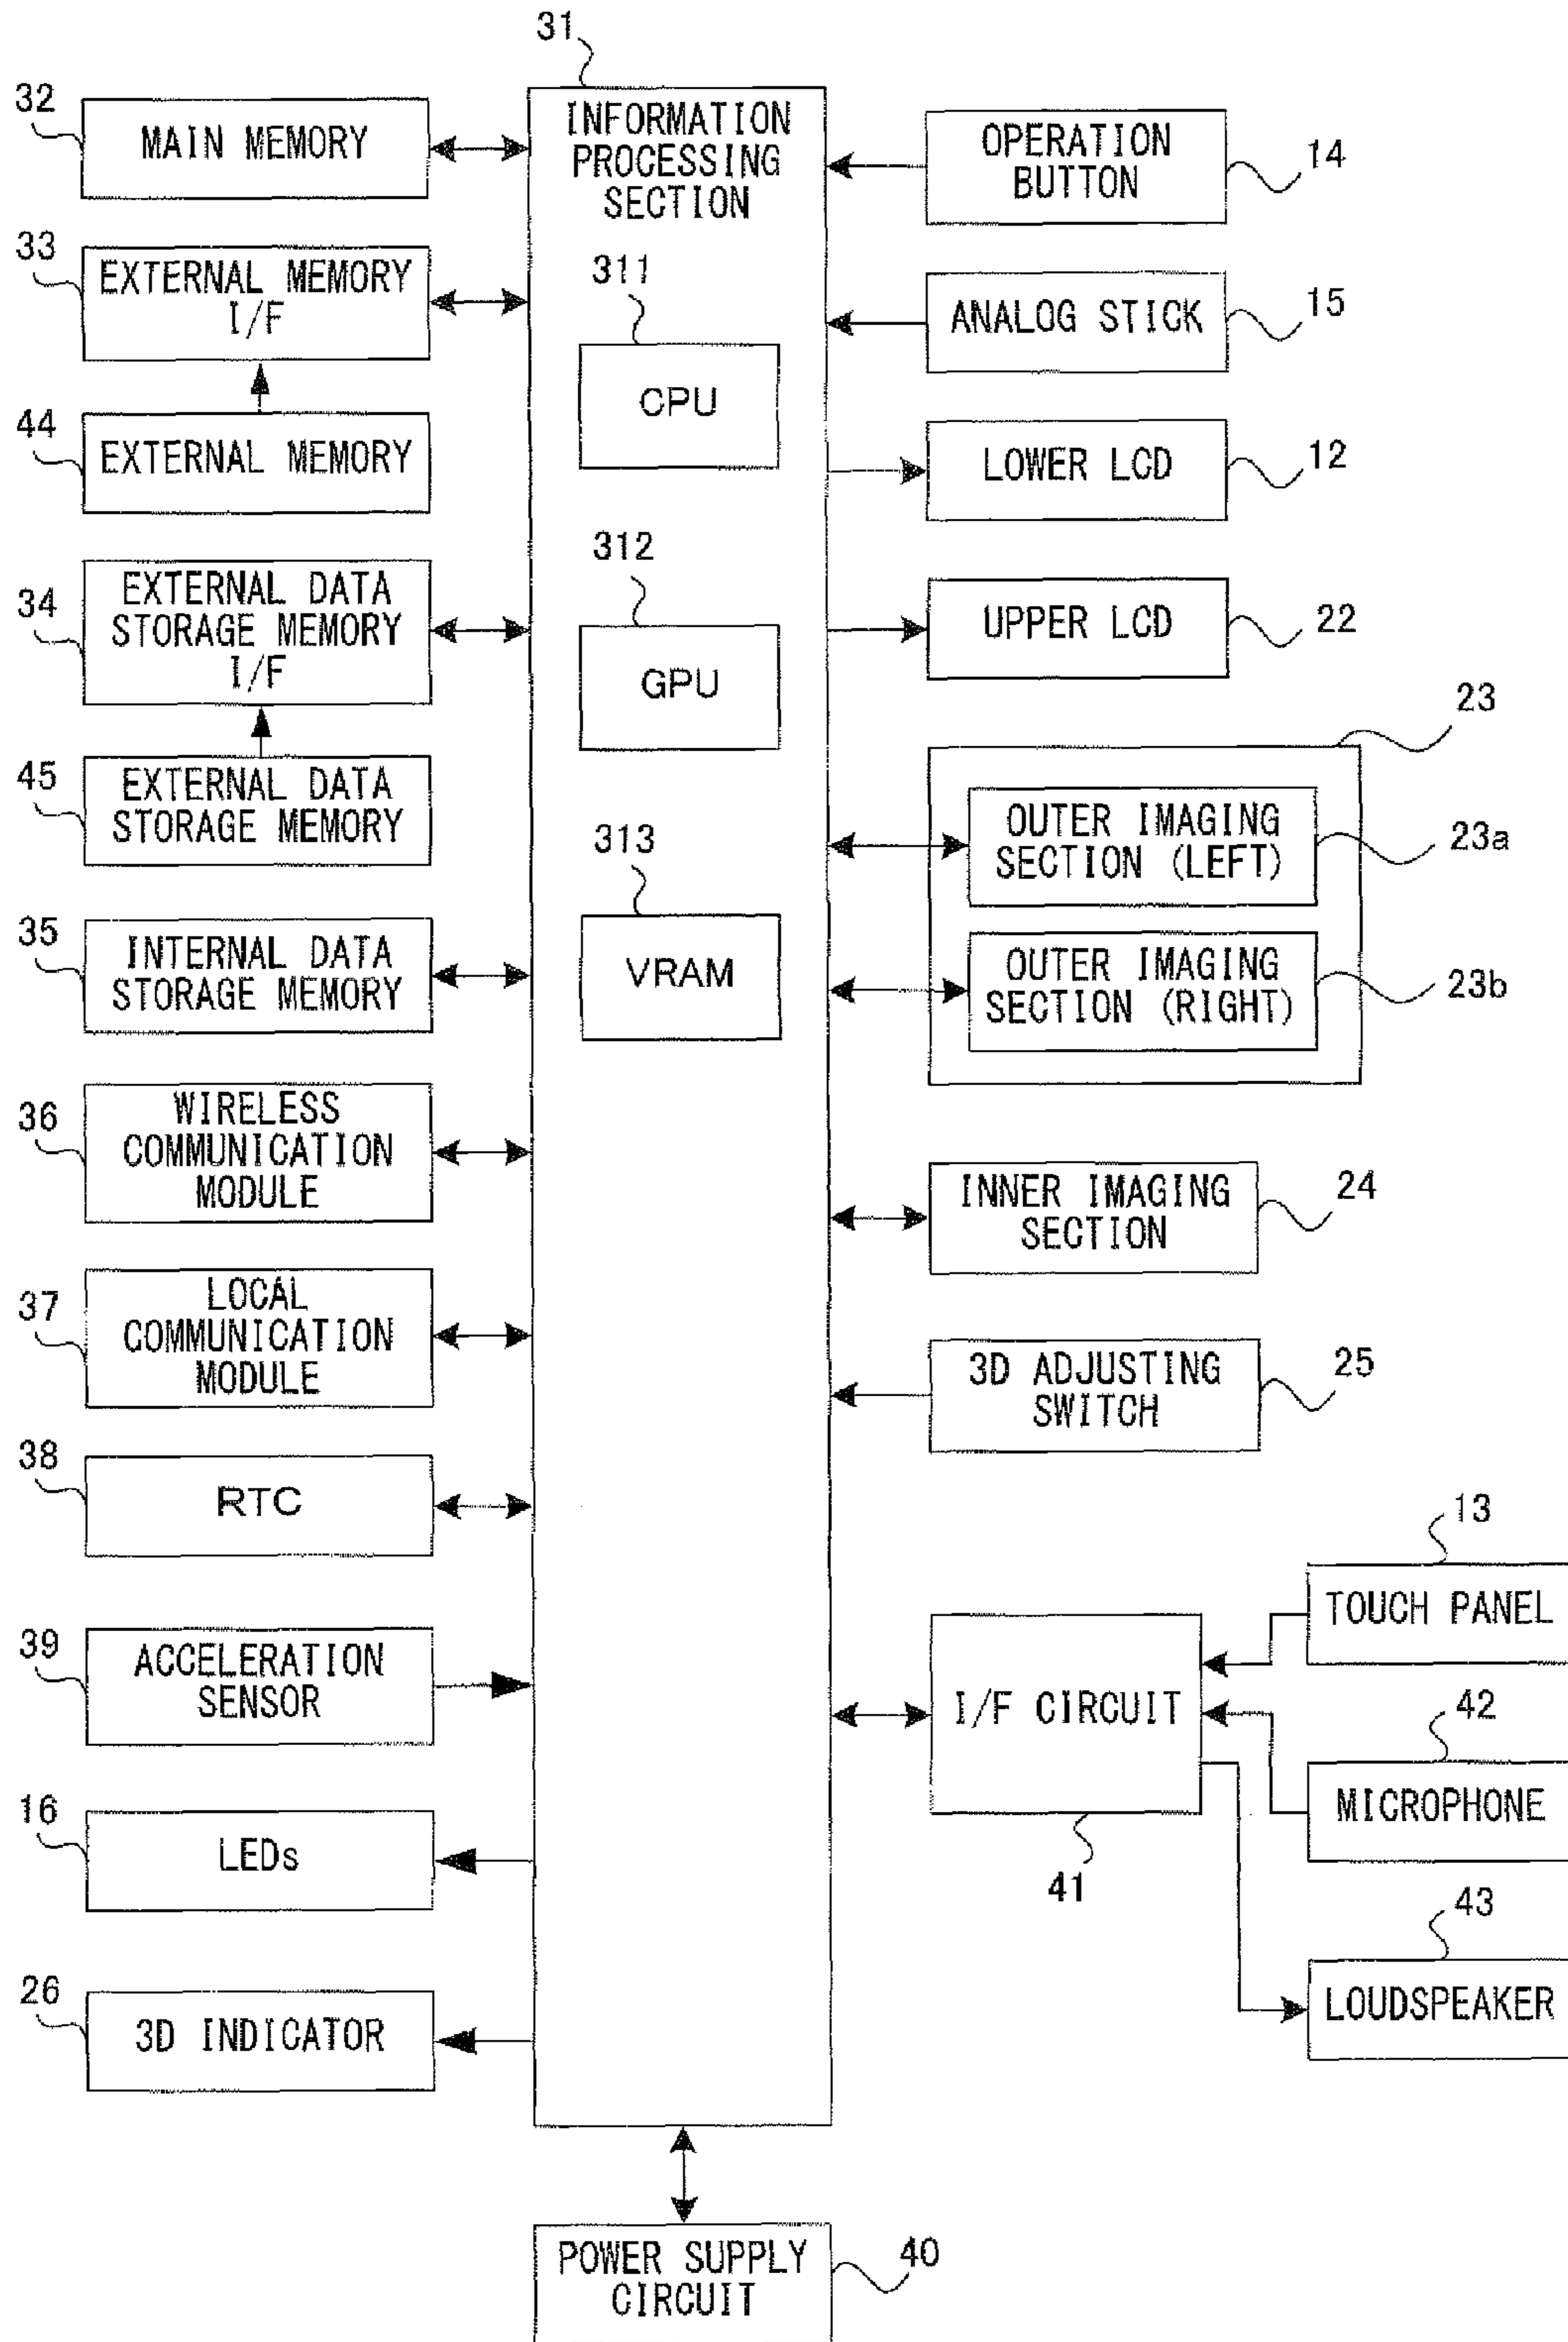 31
32
MAIN MEMORY
33
EXTERNAL MEMORY
I/F
44
EXTERNAL MEMORY
34
EXTERNAL DATA
STORAGE MEMORY
I/F
45
EXTERNAL DATA
STORAGE MEMORY
35
INTERNAL DATA
STORAGE MEMORY
36
WIRELESS
COMMUNICATION
MODULE
37
LOCAL
COMMUNICATION
MODULE
38
RTC
39
ACCELERATION
SENSOR
16
LEDs
26
3D INDICATOR
INFORMATION
PROCESSING
SECTION
311
CPU
312
GPU
313
VRAM
OPERATION
BUTTON
14
ANALOG STICK
15
LOWER LCD
12
UPPER LCD
22
23
OUTER IMAGING
SECTION (LEFT)
23a
OUTER IMAGING
SECTION (RIGHT)
23b
INNER IMAGING
SECTION
24
3D ADJUSTING
SWITCH
25
13
TOUCH PANEL
I/F CIRCUIT
41
42
MICROPHONE
43
LOUDSPEAKER
POWER SUPPLY
CIRCUIT
40